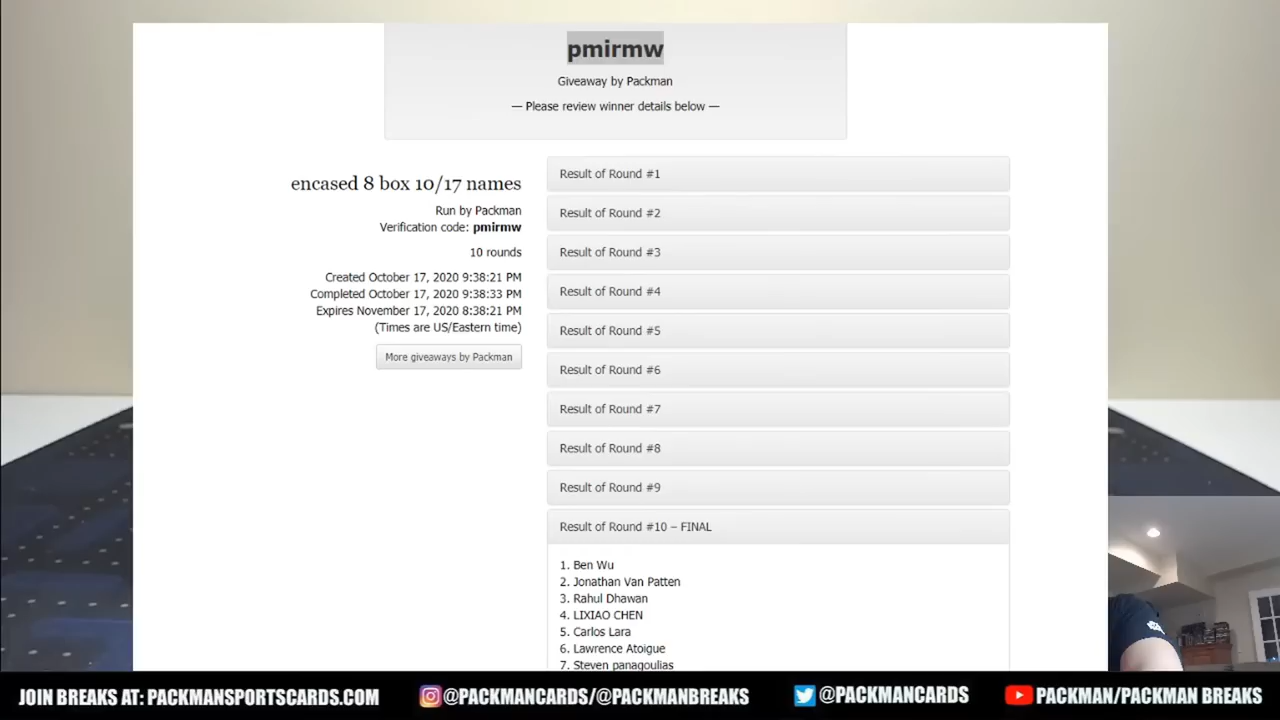 pmirmw
Giveaway by Packman
— Please review winner details below —
encased 8 box 10/17 names
Run by Packman
Verification code: pmirmw
10 rounds
Created October 17, 2020 9:38:21 PM
Completed October 17, 2020 9:38:33 PM
Expires November 17, 2020 8:38:21 PM
(Times are US/Eastern time)
More giveaways by Packman
Result of Round #1
Result of Round #2
Result of Round #3
Result of Round #4
Result of Round #5
Result of Round #6
Result of Round #7
Result of Round #8
Result of Round #9
Result of Round #10 – FINAL
1. Ben Wu
2. Jonathan Van Patten
3. Rahul Dhawan
4. LIXIAO CHEN
5. Carlos Lara
6. Lawrence Atoigue
7. Steven panagoulias
JOIN BREAKS AT: PACKMANSPORTSCARDS.COM
@PACKMANCARDS/@PACKMANBREAKS
@PACKMANCARDS
PACKMAN/PACKMAN BREAKS